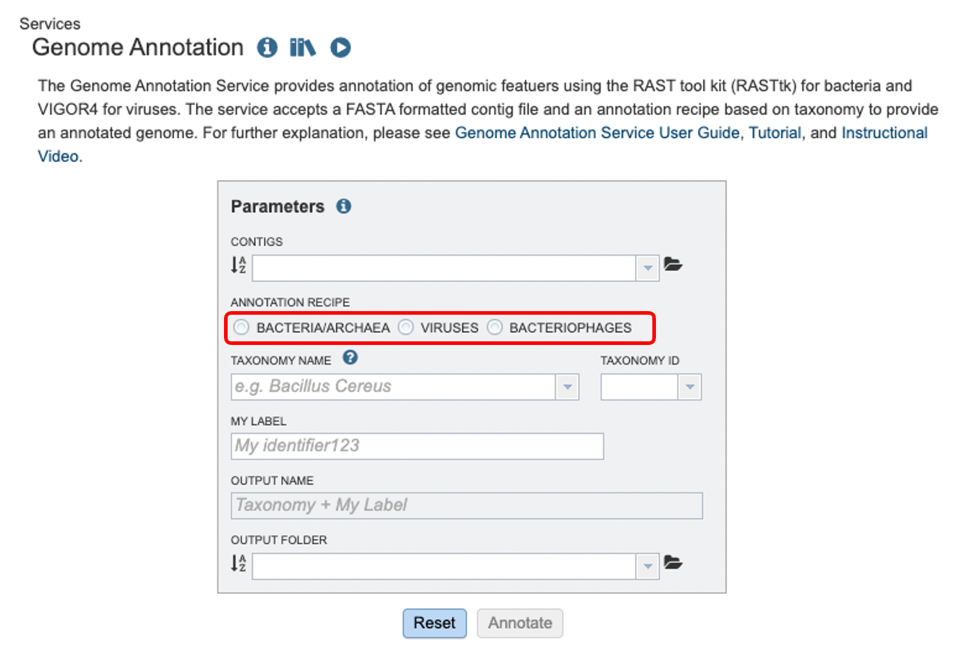 Services
Genome Annotation
The Genome Annotation Service provides annotation of genomic featuers using the RAST tool kit (RASTtk) for bacteria and
VIGOR4 for viruses. The service accepts a FASTA formatted contig file and an annotation recipe based on taxonomy to provide
an annotated genome. For further explanation, please see Genome Annotation Service User Guide, Tutorial, and Instructional
Video.
Parameters
CONTIGS
ANNOTATION RECIPE
BACTERIA/ARCHAEA VIRUSES BACTERIOPHAGES
TAXONOMY NAME TAXONOMY ID
e.g. Bacillus Cereus
MY LABEL
My identifier123
OUTPUT NAME
Taxonomy + My Label
OUTPUT FOLDER
Reset Annotate